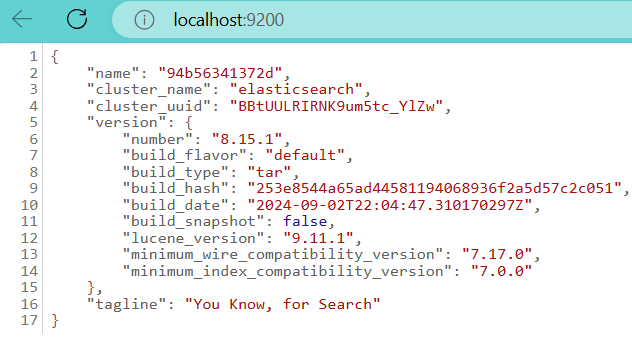 localhost:9200
1 {
2 "name": "94b56341372d",
3 "cluster_name": "elasticsearch",
4 "cluster_uuid": "BBtUULRIRNK9um5tc_YlZw",
5 "version": {
6 "number": "8.15.1",
7 "build_flavor": "default",
8 "build_type": "tar",
9 "build_hash": "253e8544a65ad44581194068936f2a5d57c2c051",
10 "build_date": "2024-09-02T22:04:47.310170297Z",
11 "build_snapshot": false,
12 "lucene_version": "9.11.1",
13 "minimum_wire_compatibility_version": "7.17.0",
14 "minimum_index_compatibility_version": "7.0.0"
15 },
16 "tagline": "You Know, for Search"
17 }